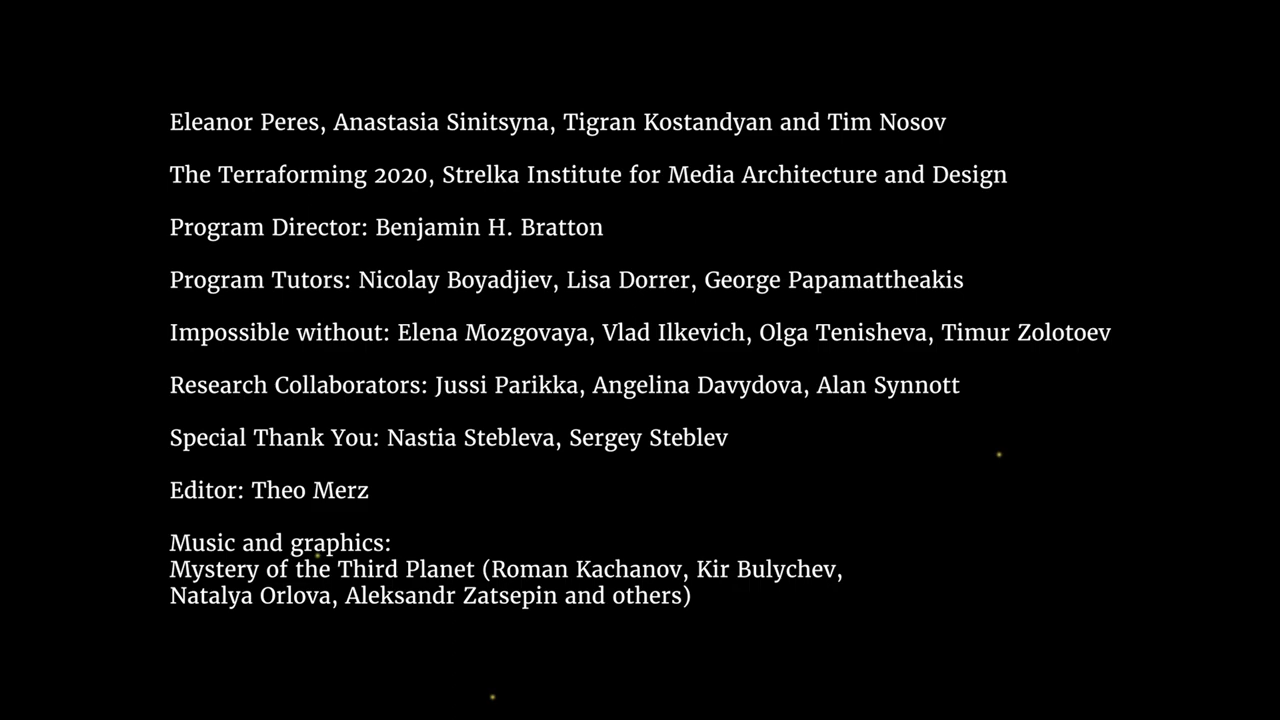 Eleanor Peres, Anastasia Sinitsyna, Tigran Kostandyan and Tim Nosov
The Terraforming 2020, Strelka Institute for Media Architecture and Design
Program Director: Benjamin H. Bratton
Program Tutors: Nicolay Boyadjiev, Lisa Dorrer, George Papamattheakis
Impossible without: Elena Mozgovaya, Vlad Ilkevich, Olga Tenisheva, Timur Zolotoev
Research Collaborators: Jussi Parikka, Angelina Davydova, Alan Synnott
Special Thank You: Nastia Stebleva, Sergey Steblev
Editor: Theo Merz
Music and graphics:
Mystery of the Third Planet (Roman Kachanov, Kir Bulychev,
Natalya Orlova, Aleksandr Zatsepin and others)